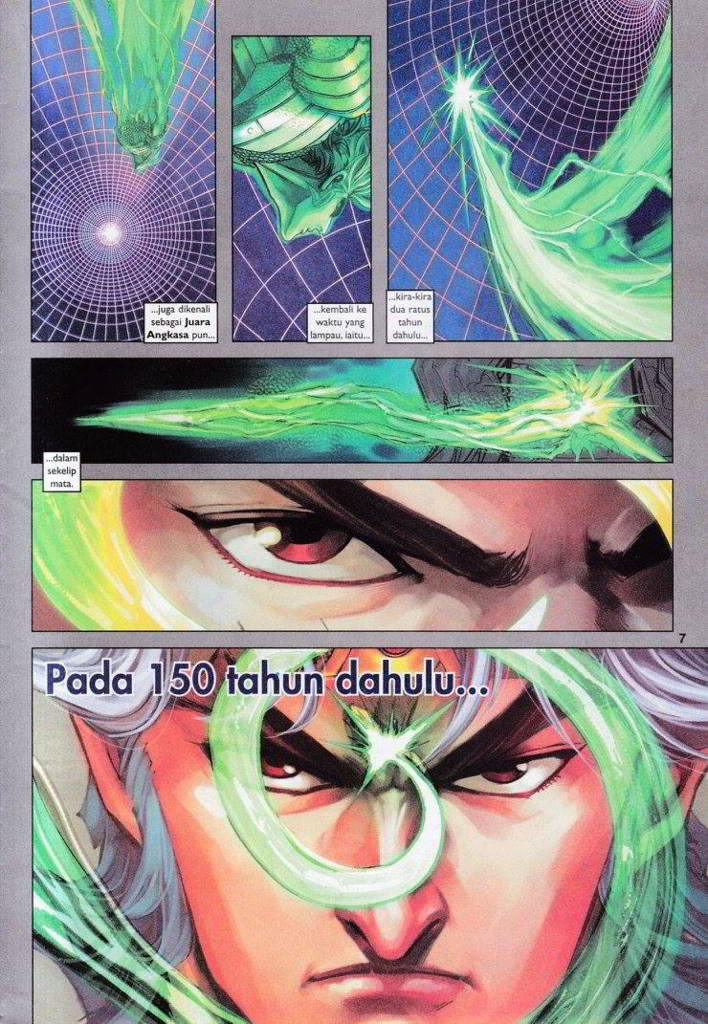 ...juga dikenali
sebagai Juara
Angkasa pun...
...kembali ke
waktu yang
lampau, iaitu...
...kira-kira
dua ratus
tahun
dahulu...
...dalam
sekelip
mata.
7
Pada 150 tahun dahulu...